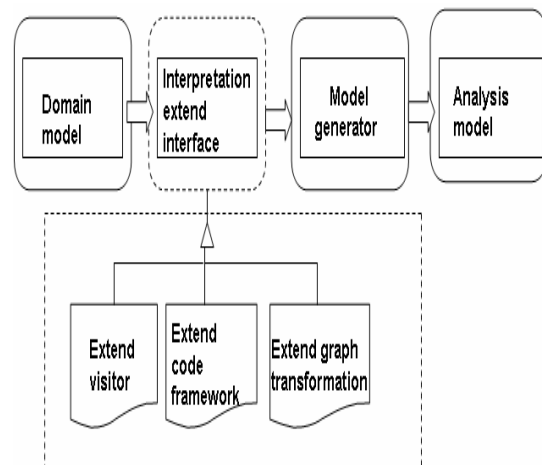 Domain
model
Interpretation
extend
interface
Model
generator
Analysis
model
Extend
visitor
Extend
code
framework
Extend graph
transformation